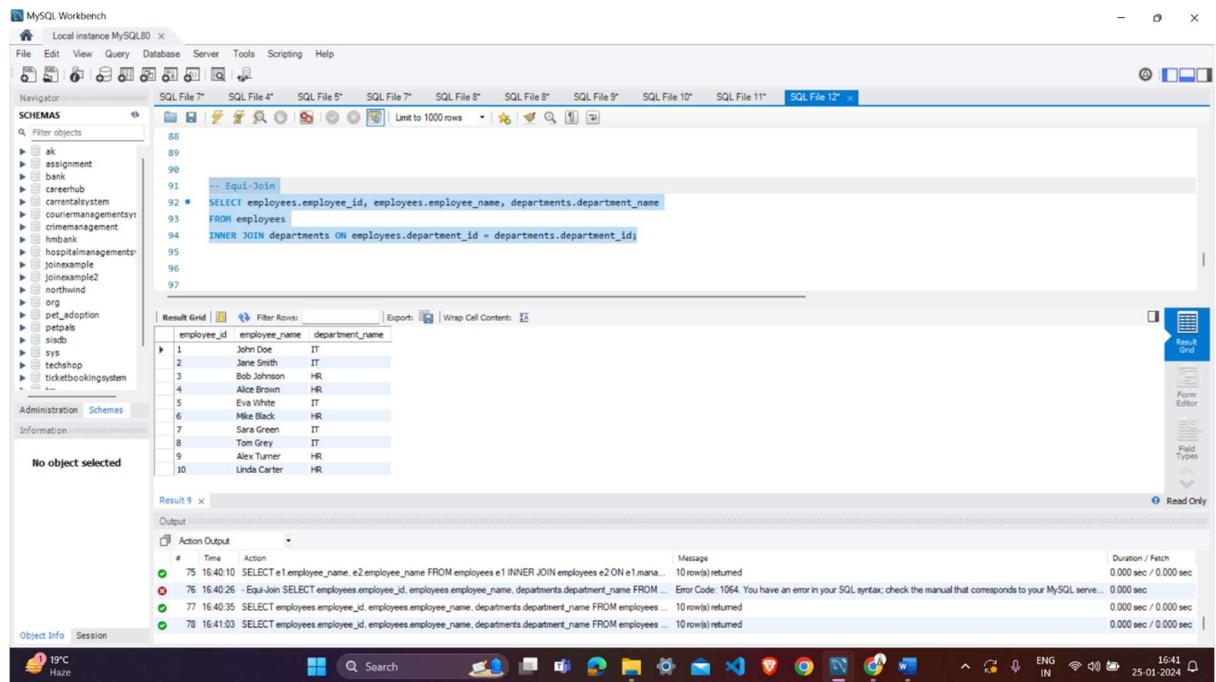 MySQL Workbench
Local instance MySQL80
File Edit View Query Database Server Tools Scripting Help
Navigator
SQL File 7* SQL File 4* SQL File 5* SQL File 7* SQL File 8* SQL File 8* SQL File 9* SQL File 10* SQL File 11* SQL File 12*
SCHEMAS
Limit to 1000 rows
Filter objects
ak
assignment
bank
careerhub
carrentalsystem
couriermanagementsys
crimemanagement
hmbank
hospitalmanagements
joinexample
joinexample2
northwind
org
pet_adoption
petpals
sisdb
sys
techshop
ticketbookingsystem
Administration Schemas
Information
No object selected
88
89
90
91 -- Equi-Join
92 SELECT employees.employee_id, employees.employee_name, departments.department_name
93 FROM employees
94 INNER JOIN departments ON employees.department_id = departments.department_id;
95
96
97
Result Grid Filter Rows: Export: Wrap Cell Content:
employee_id employee_name department_name
1 John Doe IT
2 Jane Smith IT
3 Bob Johnson HR
4 Alice Brown HR
5 Eva White IT
6 Mike Black HR
7 Sara Green IT
8 Tom Grey IT
9 Alex Turner HR
10 Linda Carter HR
Result Grid
Form Editor
Field Types
Result 9
Read Only
Output
Action Output
# Time Action Message Duration / Fetch
75 16:40:10 SELECT e1.employee_name, e2.employee_name FROM employees e1 INNER JOIN employees e2 ON e1.mana... 10 row(s) returned 0.000 sec / 0.000 sec
76 16:40:26 - Equi-Join SELECT employees.employee_id, employees.employee_name, departments.department_name FROM ... Error Code: 1064. You have an error in your SQL syntax; check the manual that corresponds to your MySQL serve... 0.000 sec
77 16:40:35 SELECT employees.employee_id, employees.employee_name, departments.department_name FROM employees ... 10 row(s) returned 0.000 sec / 0.000 sec
78 16:41:03 SELECT employees.employee_id, employees.employee_name, departments.department_name FROM employees ... 10 row(s) returned 0.000 sec / 0.000 sec
Object Info Session
1
19°C
Haze
Search
ENG
IN
16:41
25-01-2024